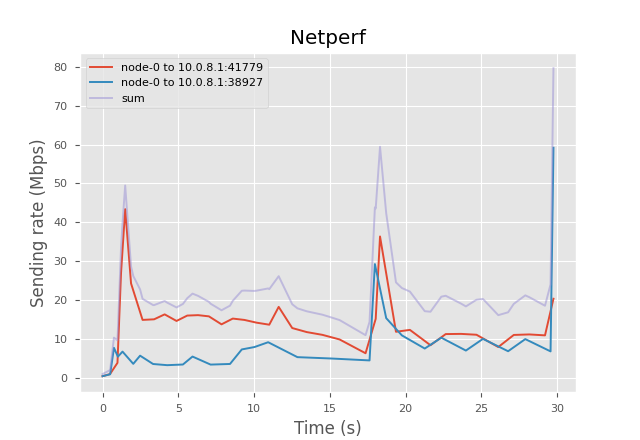 Netperf
node-0 to 10.0.8.1:41779
node-0 to 10.0.8.1:38927
sum
Sending rate (Mbps)
80
70
60
50
40
30
20
10
0
0 5 10 15 20 25 30
Time (s)